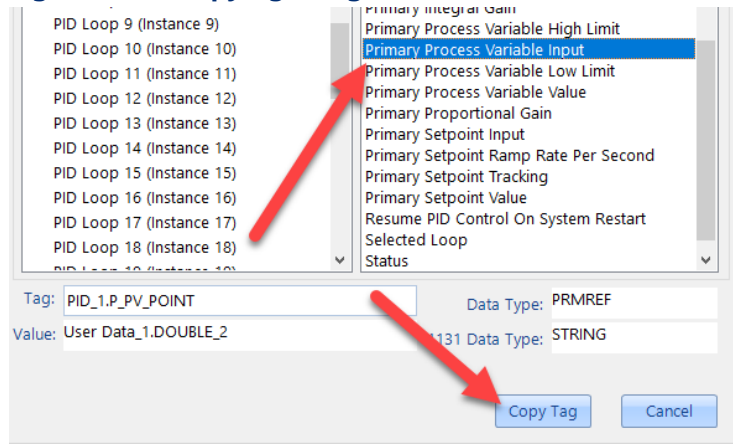 PID Loop 9 (Instance 9)
PID Loop 10 (Instance 10)
PID Loop 11 (Instance 11)
PID Loop 12 (Instance 12)
PID Loop 13 (Instance 13)
PID Loop 14 (Instance 14)
PID Loop 15 (Instance 15)
PID Loop 16 (Instance 16)
PID Loop 17 (Instance 17)
PID Loop 18 (Instance 18)
Primary Integral Gain
Primary Process Variable High Limit
Primary Process Variable Input
Primary Process Variable Low Limit
Primary Process Variable Value
Primary Proportional Gain
Primary Setpoint Input
Primary Setpoint Ramp Rate Per Second
Primary Setpoint Tracking
Primary Setpoint Value
Resume PID Control On System Restart
Selected Loop
Status
Tag: PID_1.P_PV_POINT
Data Type: PRMREF
Value: User Data_1.DOUBLE_2
1131 Data Type: STRING
Copy Tag
Cancel